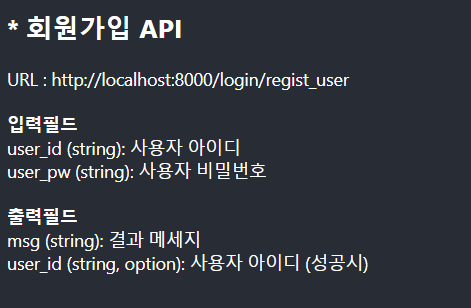 * 회원가입 API
URL : http://localhost:8000/login/regist_user
입력필드
user_id (string): 사용자 아이디
user_pw (string): 사용자 비밀번호
출력필드
msg (string): 결과 메세지
user_id (string, option): 사용자 아이디 (성공시)